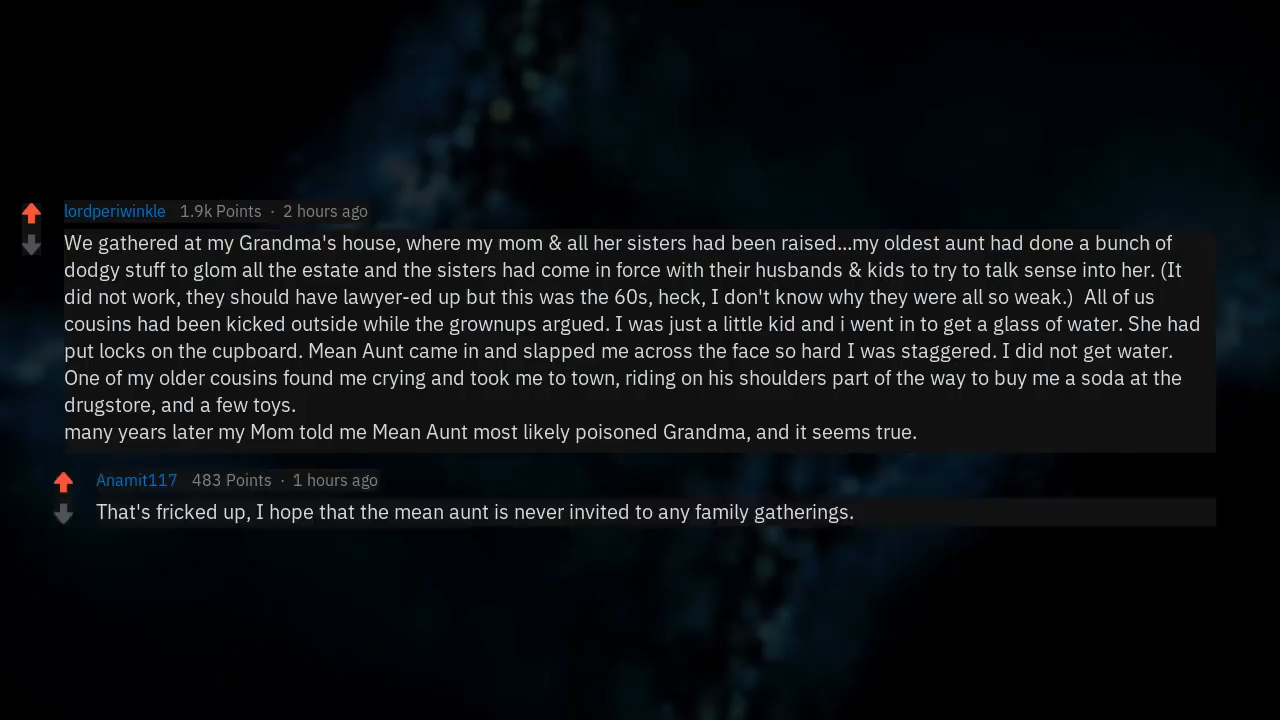 lordperiwinkle 1.9k Points · 2 hours ago
We gathered at my Grandma's house, where my mom & all her sisters had been raised...my oldest aunt had done a bunch of
dodgy stuff to glom all the estate and the sisters had come in force with their husbands & kids to try to talk sense into her. (It
did not work, they should have lawyer-ed up but this was the 60s, heck, I don't know why they were all so weak.)  All of us
cousins had been kicked outside while the grownups argued. I was just a little kid and i went in to get a glass of water. She had
put locks on the cupboard. Mean Aunt came in and slapped me across the face so hard I was staggered. I did not get water.
One of my older cousins found me crying and took me to town, riding on his shoulders part of the way to buy me a soda at the
drugstore, and a few toys.
many years later my Mom told me Mean Aunt most likely poisoned Grandma, and it seems true.
Anamit117 483 Points · 1 hours ago
That's fricked up, I hope that the mean aunt is never invited to any family gatherings.